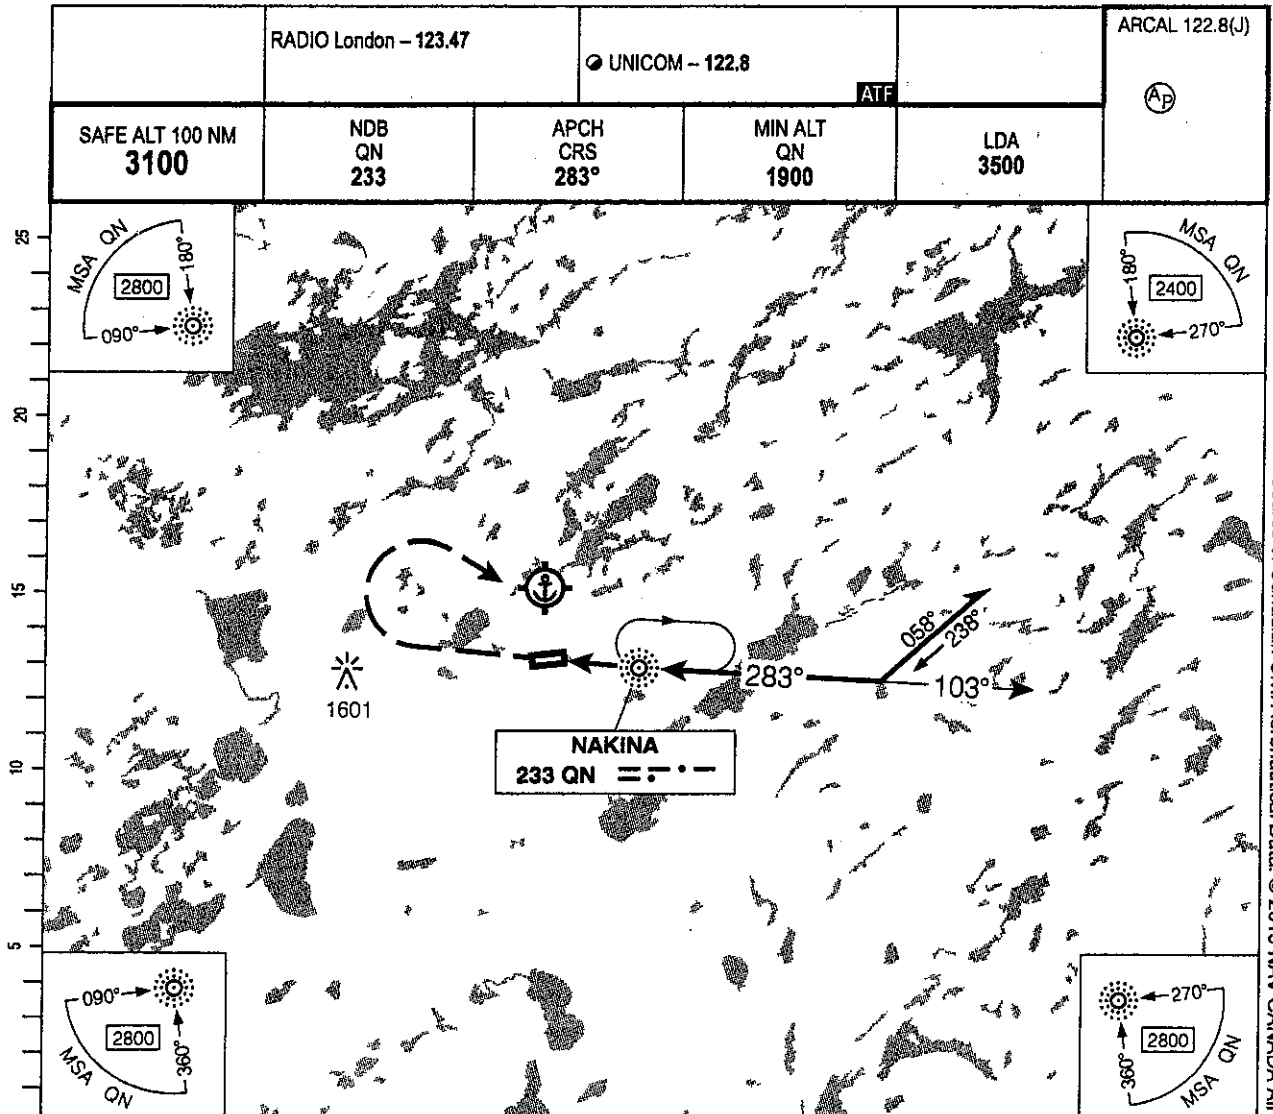 RADIO London – 123.47
UNICOM – 122.8
ATF
ARCAL 122.8(J)
AP
SAFE ALT 100 NM
3100
NDB
QN
233
APCH
CRS
283°
MIN ALT
QN
1900
LDA
3500
MSA QN
2800
180°
090°
MSA QN
2400
180°
270°
25
20
15
10
5
058°
238°
283°
103°
1601
NAKINA
233 QN
090°
2800
360°
MSA QN
270°
2800
360°
MSA QN